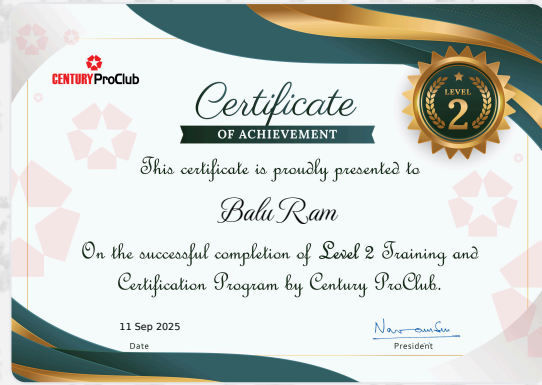 CENTURY ProClub
Certificate
OF ACHIEVEMENT
LEVEL
2
This certificate is proudly presented to
Balu Ram
On the successful completion of Level 2 Training and
Certification Program by Century ProClub.
11 Sep 2025
Date
President